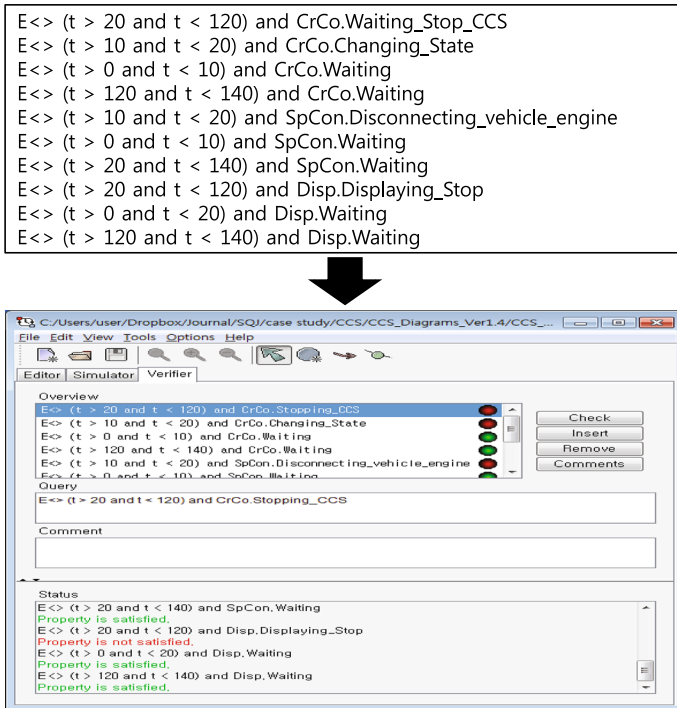 E<> (t > 20 and t < 120) and CrCo.Waiting_Stop_CCS
E<> (t > 10 and t < 20) and CrCo.Changing_State
E<> (t > 0 and t < 10) and CrCo.Waiting
E<> (t > 120 and t < 140) and CrCo.Waiting
E<> (t > 10 and t < 20) and SpCon.Disconnecting_vehicle_engine
E<> (t > 0 and t < 10) and SpCon.Waiting
E<> (t > 20 and t < 140) and SpCon.Waiting
E<> (t > 20 and t < 120) and Disp.Displaying_Stop
E<> (t > 0 and t < 20) and Disp.Waiting
E<> (t > 120 and t < 140) and Disp.Waiting
C:/Users/user/Dropbox/Journal/SQJ/case study/CCS/CCS_Diagrams_Ver1.4/CCS_...
File Edit View Tools Options Help
Editor Simulator Verifier
Overview
E<> (t > 20 and t < 120) and CrCo.Stopping_CCS
E<> (t > 10 and t < 20) and CrCo.Changing_State
E<> (t > 0 and t < 10) and CrCo.Waiting
E<> (t > 120 and t < 140) and CrCo.Waiting
E<> (t > 10 and t < 20) and SpCon.Disconnecting_vehicle_engine
E<> (t > 0 and t < 10) and SpCon.Waiting
Check
Insert
Remove
Comments
Query
E<> (t > 20 and t < 120) and CrCo.Stopping_CCS
Comment
Status
E<> (t > 20 and t < 140) and SpCon.Waiting
Property is satisfied.
E<> (t > 20 and t < 120) and Disp.Displaying_Stop
Property is not satisfied.
E<> (t > 0 and t < 20) and Disp.Waiting
Property is satisfied.
E<> (t > 120 and t < 140) and Disp.Waiting
Property is satisfied.